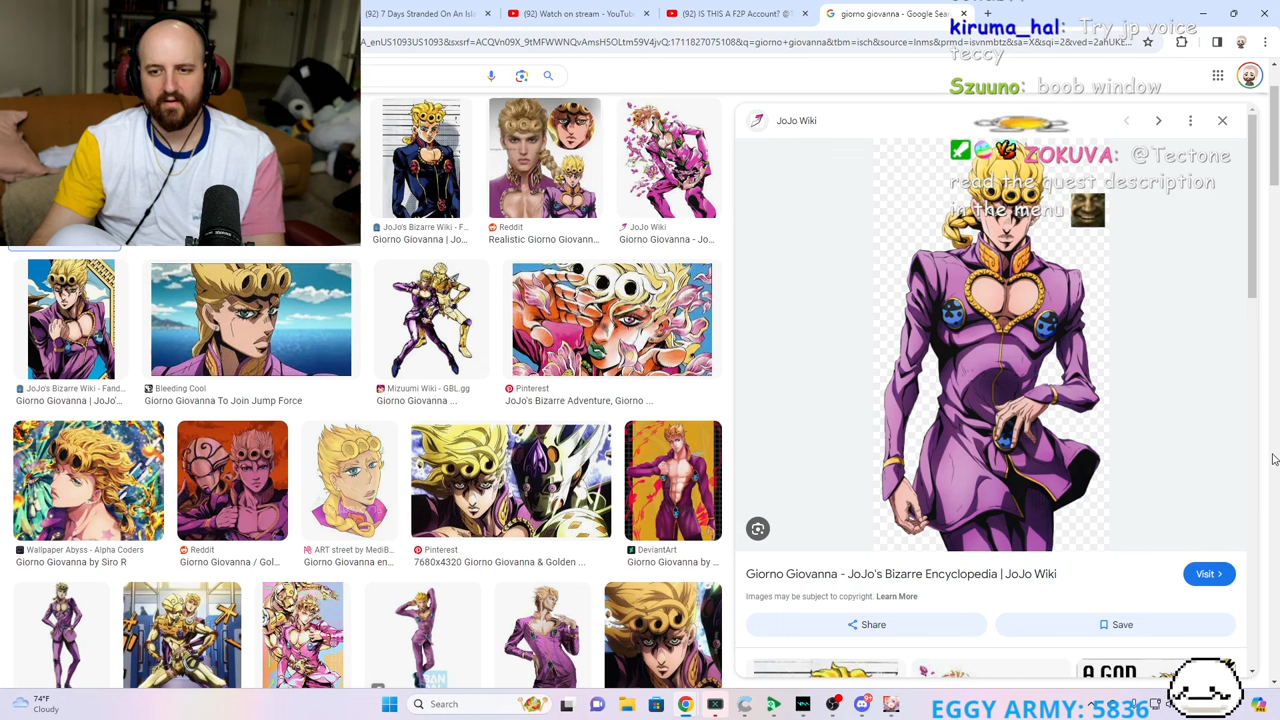 (92) 7 Days Stranded On An Isl
(92) Watch on stream - YouTub
(92) IS THIS A F2P Account? @T
giorno giovanna - Google Sea
kiruma_hal: Try jp voice
teccy
Szuuno: boob window
ZOKUVA: @Tectone
read the quest description
in the menu
JoJo Wiki
JoJo's Bizarre Wiki - F...
Giorno Giovanna | Jo...
Reddit
Realistic Giorno Giovann...
JoJo Wiki
Giorno Giovanna - Jo...
JoJo's Bizarre Wiki - Fand...
Giorno Giovanna | JoJo'...
Bleeding Cool
Giorno Giovanna To Join Jump Force
Mizuumi Wiki - GBL.gg
Giorno Giovanna ...
Pinterest
JoJo's Bizarre Adventure, Giorno ...
Wallpaper Abyss - Alpha Coders
Giorno Giovanna by Siro R
Reddit
Giorno Giovanna / Gol...
ART street by MediB...
Giorno Giovanna en...
Pinterest
7680x4320 Giorno Giovanna & Golden ...
DeviantArt
Giorno Giovanna by ...
Giorno Giovanna - JoJo's Bizarre Encyclopedia | JoJo Wiki
Visit
Images may be subject to copyright. Learn More
Share
Save
A GOD
74°F
Cloudy
Search
EGGY ARMY: 5836